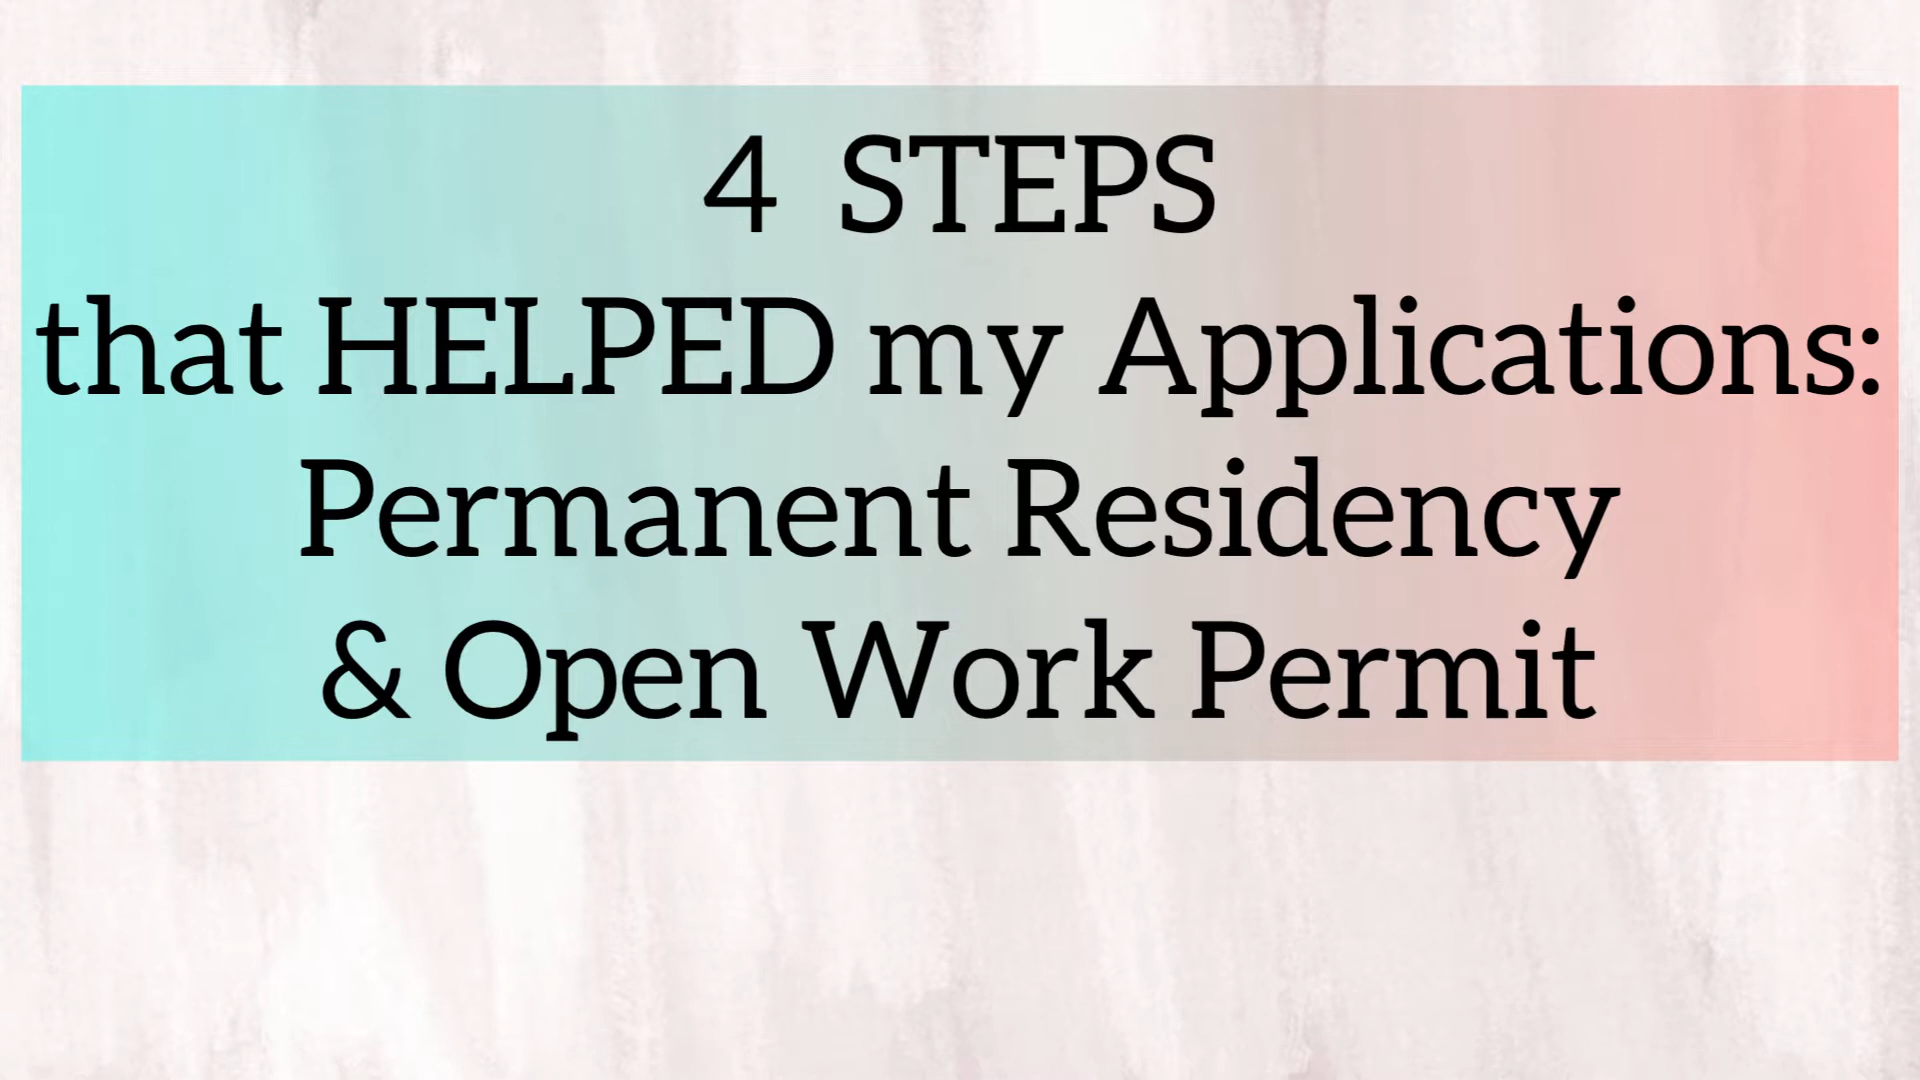 4 STEPS
that HELPED my Applications:
Permanent Residency
& Open Work Permit